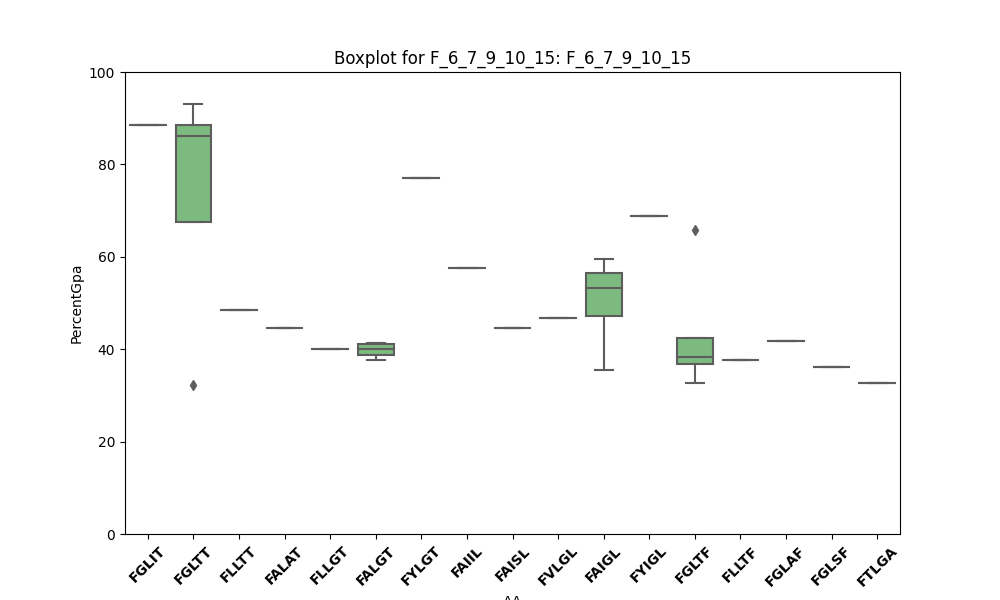 Boxplot for F_6_7_9_10_15: F_6_7_9_10_15
100
80
60
40
20
0
PercentGpa
FGLIT
FGLTT
FLLTT
FALAT
FLLGT
FALGT
FYLGT
FAIIL
FAISL
FVLGL
FAIGL
FYIGL
FGLTF
FLLTF
FGLAF
FGLSF
FTLGA
AA